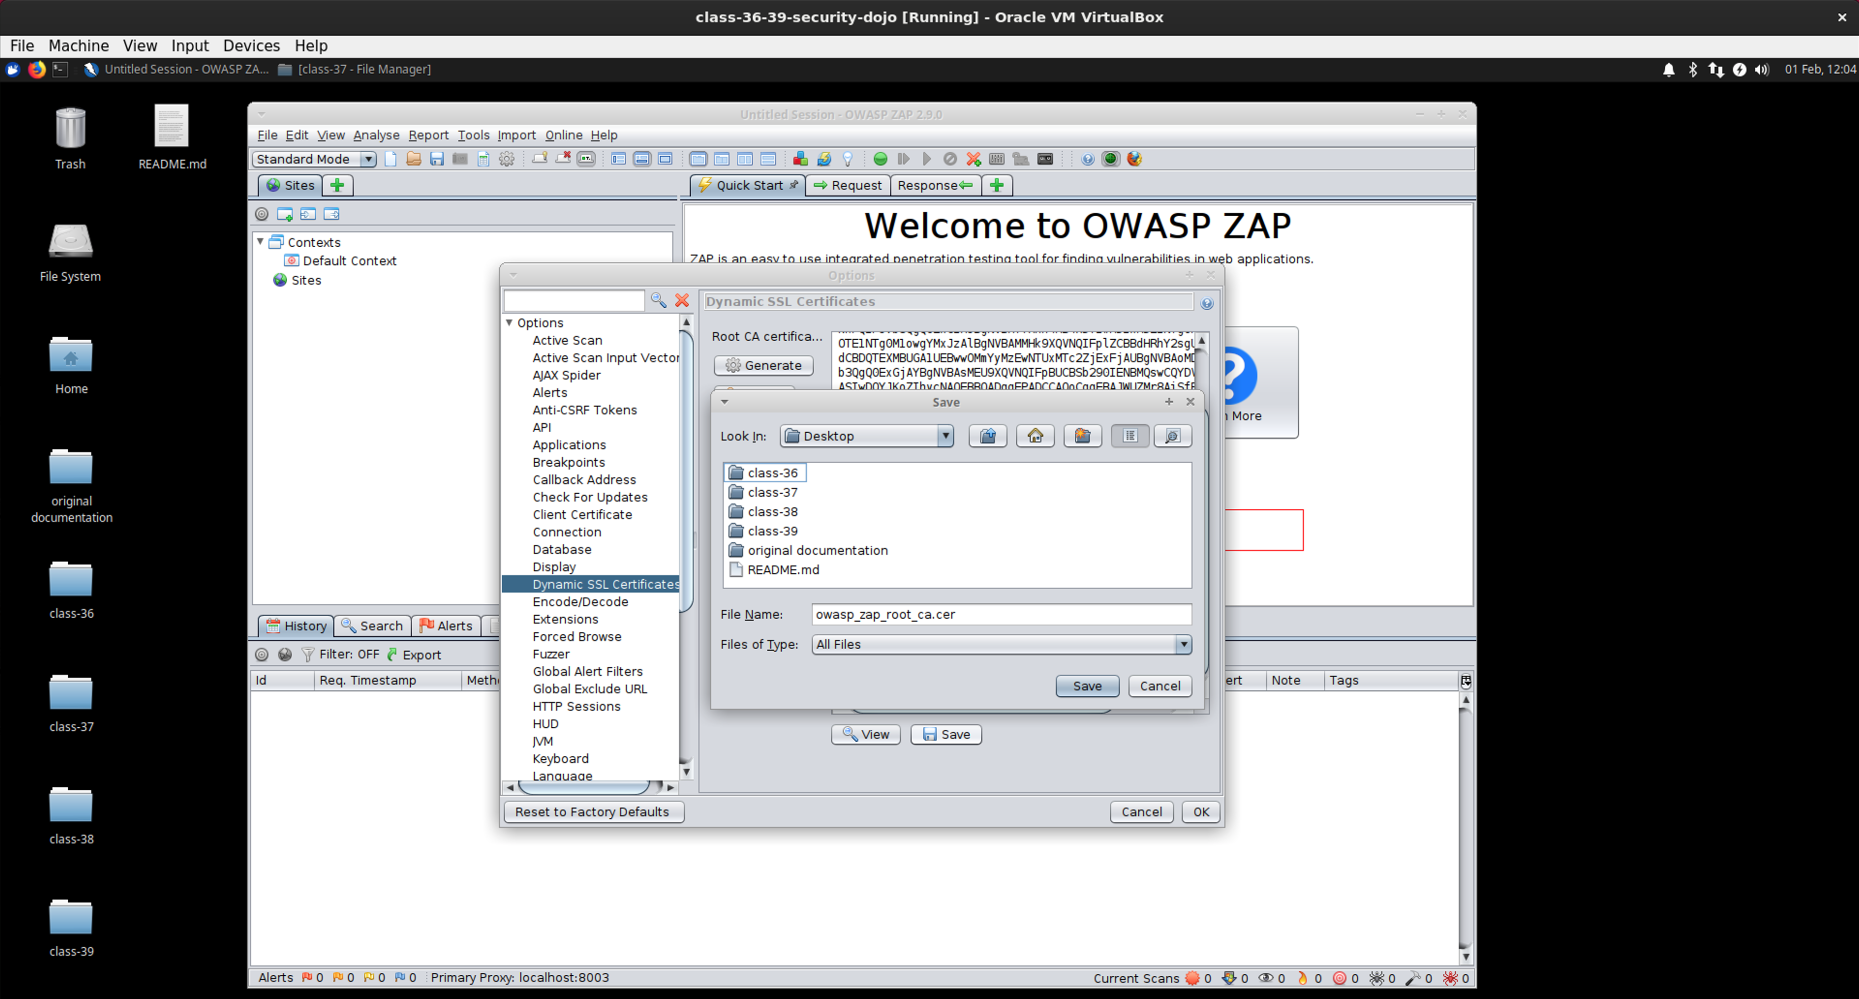 class-36-39-security-dojo [Running] - Oracle VM VirtualBox
File Machine View Input Devices Help
Untitled Session - OWASP ZA... [class-37 - File Manager] 01 Feb, 12:04
Trash
README.md
File System
Home
original
documentation
class-36
class-37
class-38
class-39
Untitled Session - OWASP ZAP 2.9.0
File Edit View Analyse Report Tools Import Online Help
Standard Mode
Sites
Quick Start Request Response
Contexts
Default Context
Sites
Welcome to OWASP ZAP
ZAP is an easy to use integrated penetration testing tool for finding vulnerabilities in web applications.
More
Options
Options
Active Scan
Active Scan Input Vector
AJAX Spider
Alerts
Anti-CSRF Tokens
API
Applications
Breakpoints
Callback Address
Check For Updates
Client Certificate
Connection
Database
Display
Dynamic SSL Certificates
Encode/Decode
Extensions
Forced Browse
Fuzzer
Global Alert Filters
Global Exclude URL
HTTP Sessions
HUD
JVM
Keyboard
Language
Dynamic SSL Certificates
Root CA certifica...
Generate
Save
Look In: Desktop
class-36
class-37
class-38
class-39
original documentation
README.md
File Name: owasp_zap_root_ca.cer
Files of Type: All Files
Save Cancel
View Save
Reset to Factory Defaults Cancel OK
History Search Alerts
Filter: OFF Export
Id Req. Timestamp Meth ert Note Tags
Alerts 0 0 0 0 Primary Proxy: localhost:8003 Current Scans 0 0 0 0 0 0 0 0